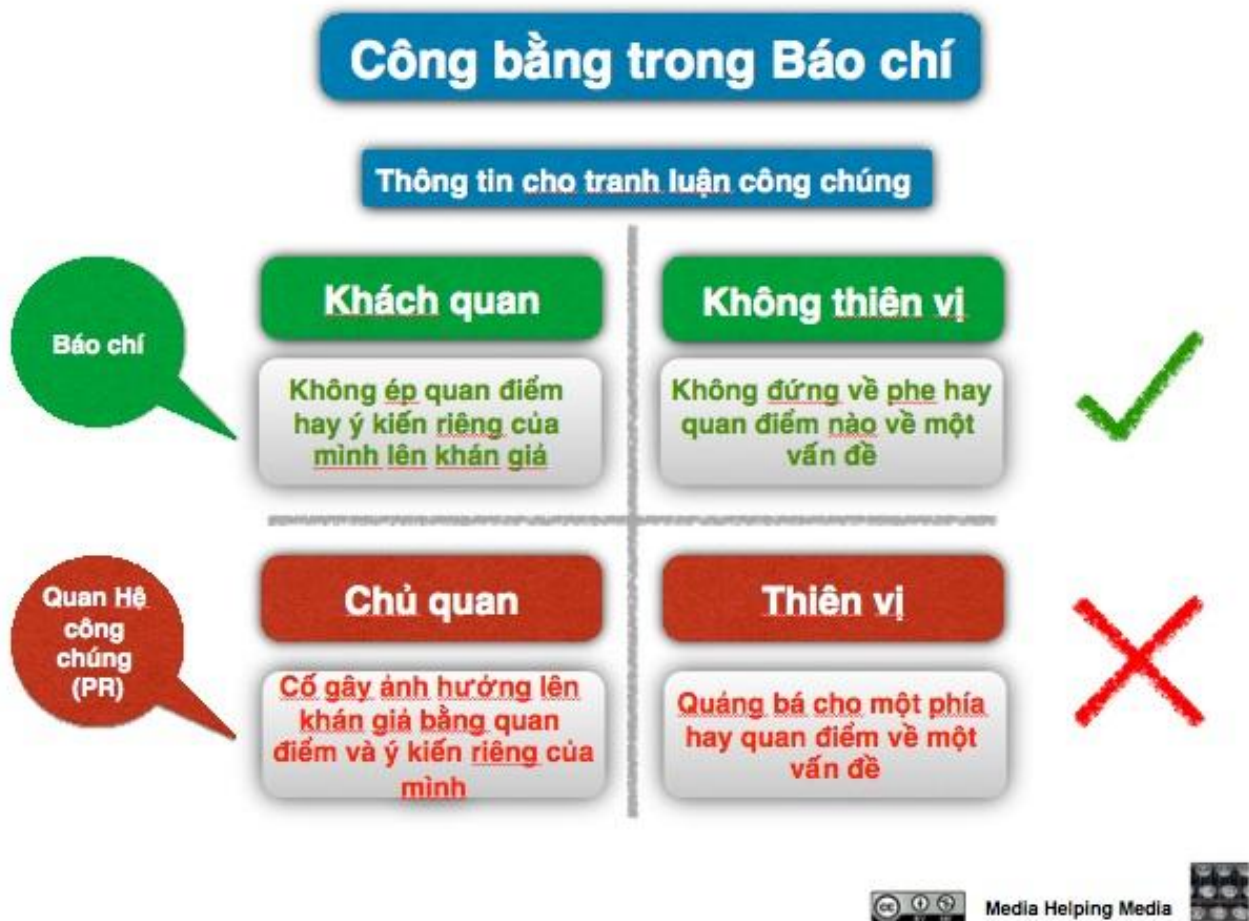 Công bằng trong Báo chí
Thông tin cho tranh luận công chúng
Báo chí
Khách quan
Không ép quan điểm
hay ý kiến riêng của
mình lên khán giả
Không thiên vị
Không đứng về phe hay
quan điểm nào về một
vấn đề
Quan Hệ
công
chúng
(PR)
Chủ quan
Cố gây ảnh hưởng lên
khán giả bằng quan
điểm và ý kiến riêng của
mình
Thiên vị
Quảng bá cho một phía
hay quan điểm về một
vấn đề
cc
Media Helping Media